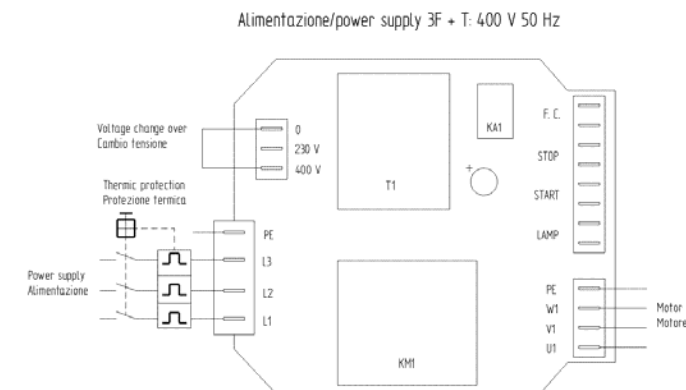 Alimentazione/power supply 3F + T: 400 V 50 Hz
Voltage change over
Cambio tensione
0
230 V
400 V
Thermic protection
Protezione termica
Power supply
Alimentazione
PE
L3
L2
L1
T1
KA1
+
KM1
F. C.
STOP
START
LAMP
PE
W1
V1
U1
Motor
Motore